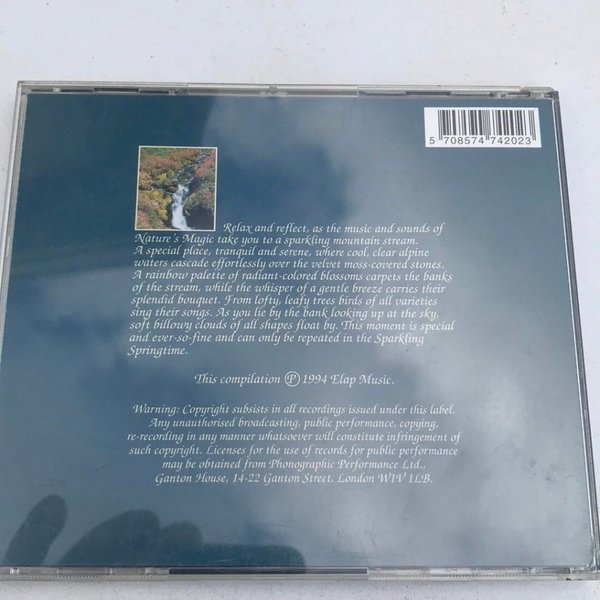 5 708574 742023
Relax and reflect, as the music and sounds of
Nature's Magic take you to a sparkling mountain stream.
A special place, tranquil and serene, where cool, clear alpine
waters cascade effortlessly over the velvet moss-covered stones.
A rainbow palette of radiant-colored blossoms carpets the banks
of the stream, while the whisper of a gentle breeze carries their
splendid bouquet. From lofty, leafy trees birds of all varieties
sing their songs. As you lie by the bank looking up at the sky,
soft billowy clouds of all shapes float by. This moment is special
and ever-so-fine and can only be repeated in the Sparkling
Springtime.
This compilation ℗ 1994 Elap Music.
Warning: Copyright subsists in all recordings issued under this label.
Any unauthorised broadcasting, public performance, copying,
re-recording in any manner whatsoever will constitute infringement of
such copyright. Licenses for the use of records for public performance
may be obtained from Phonographic Performance Ltd.,
Ganton House, 14-22 Ganton Street, London W1V 1LB.